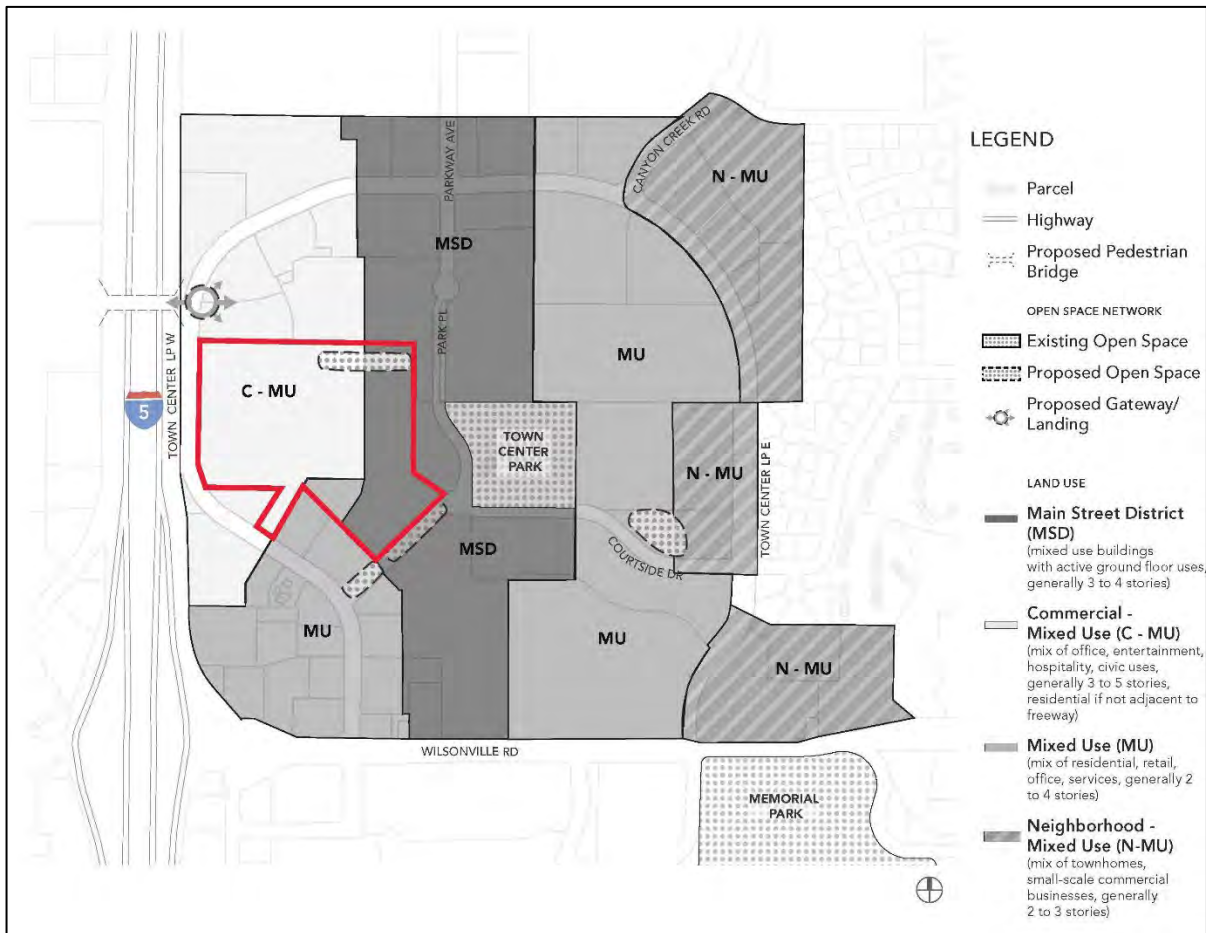 CANYON CREEK RD
PARKWAY AVE
N - MU
MSD
PARK PL
TOWN CENTER LP W
MU
C - MU
5
TOWN
CENTER
PARK
N - MU
TOWN CENTER LP E
MSD
COURTSIDE DR
MU
MU
N - MU
WILSONVILLE RD
MEMORIAL
PARK
LEGEND
Parcel
Highway
Proposed Pedestrian
Bridge
OPEN SPACE NETWORK
Existing Open Space
Proposed Open Space
Proposed Gateway/
Landing
LAND USE
Main Street District
(MSD)
(mixed use buildings
with active ground floor uses,
generally 3 to 4 stories)
Commercial -
Mixed Use (C - MU)
(mix of office, entertainment,
hospitality, civic uses,
generally 3 to 5 stories,
residential if not adjacent to
freeway)
Mixed Use (MU)
(mix of residential, retail,
office, services, generally 2
to 4 stories)
Neighborhood -
Mixed Use (N-MU)
(mix of townhomes,
small-scale commercial
businesses, generally
2 to 3 stories)